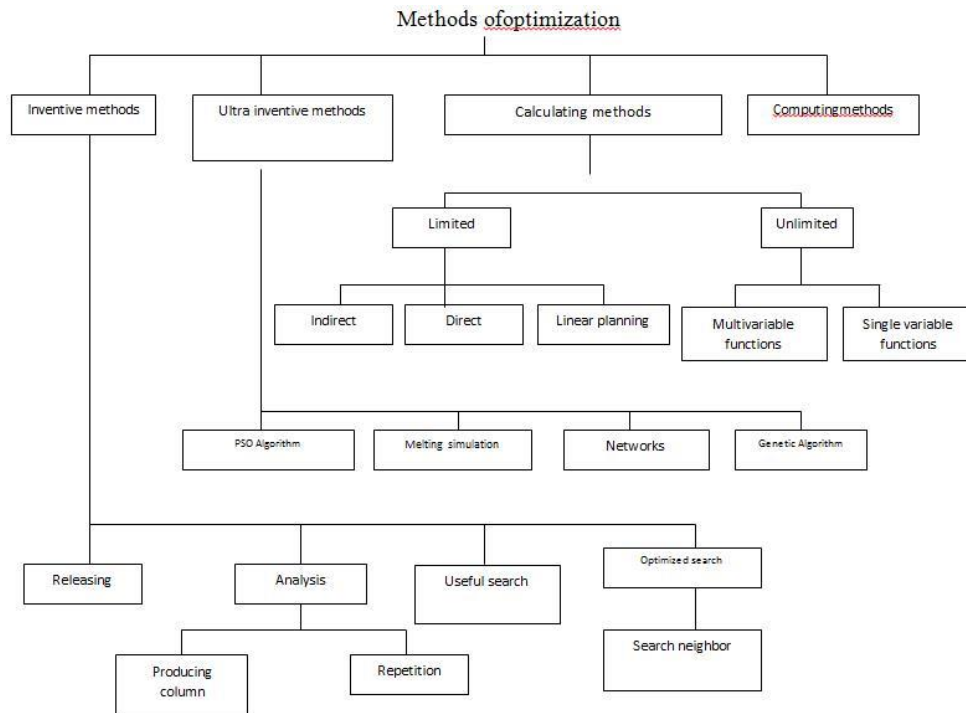 Methods ofoptimization
Inventive methods
Ultra inventive methods
Calculating methods
Computingmethods
Limited
Unlimited
Indirect
Direct
Linear planning
Multivariable
functions
Single variable
functions
PSO Algorithm
Melting simulation
Networks
Genetic Algorithm
Releasing
Analysis
Useful search
Optimized search
Producing
column
Repetition
Search neighbor